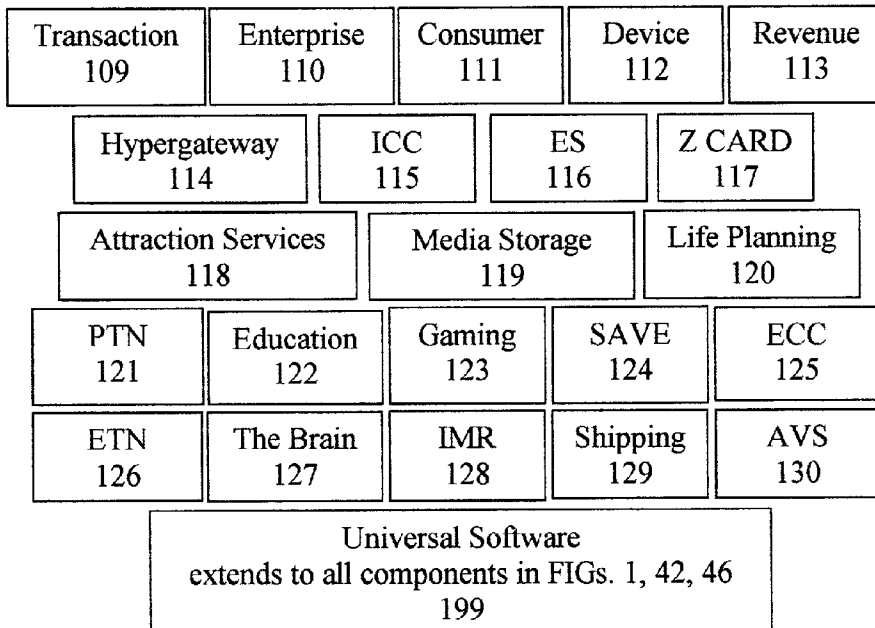 Transaction Enterprise Consumer Device Revenue
109 110 111 112 113
Hypergateway ICC ES Z CARD
114 115 116 117
Attraction Services Media Storage Life Planning
118 119 120
PTN Education Gaming SAVE ECC
121 122 123 124 125
ETN The Brain IMR Shipping AVS
126 127 128 129 130
Universal Software
extends to all components in FIGs. 1, 42, 46
199